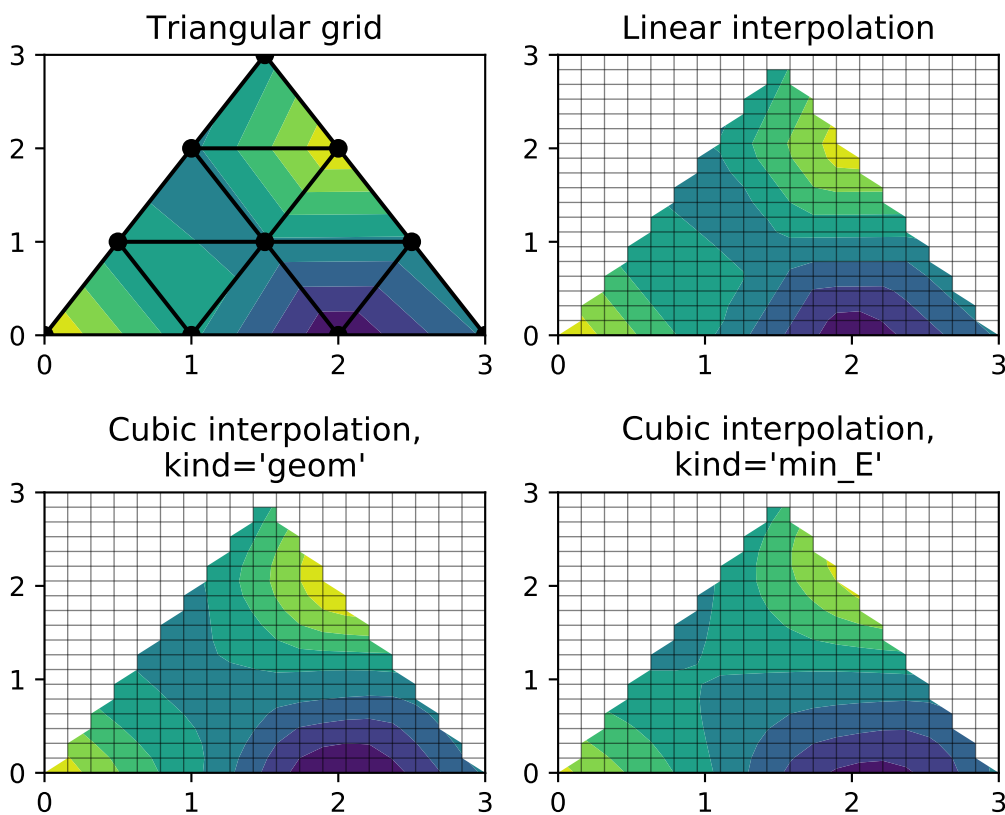 Triangular grid
3
2
1
0
0 1 2 3
Linear interpolation
3
2
1
0
0 1 2 3
Cubic interpolation,
kind='geom'
3
2
1
0
0 1 2 3
Cubic interpolation,
kind='min_E'
3
2
1
0
0 1 2 3